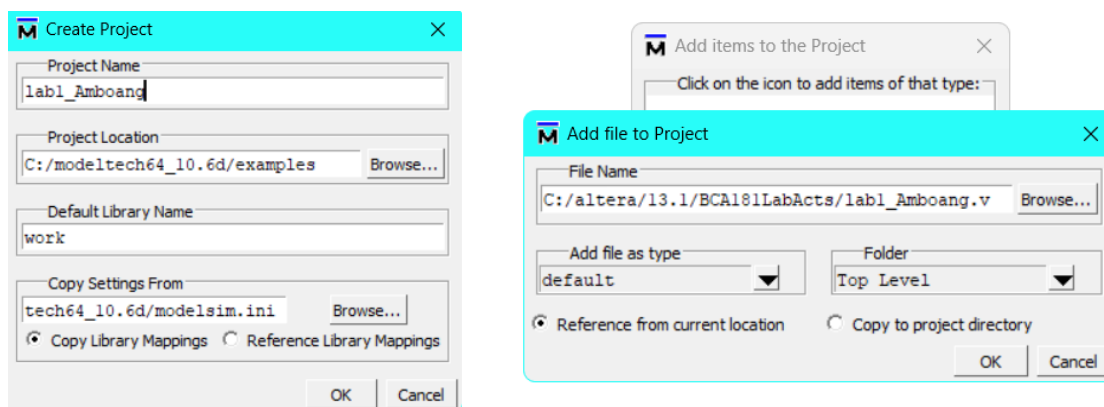 Create Project
Project Name
lab1_Amboang
Project Location
C:/modeltech64_10.6d/examples
Browse...
Default Library Name
work
Copy Settings From
tech64_10.6d/modelsim.ini
Browse...
Copy Library Mappings
Reference Library Mappings
OK
Cancel
Add items to the Project
Click on the icon to add items of that type:
Add file to Project
File Name
C:/altera/13.1/BCA181LabActs/lab1_Amboang.v
Browse...
Add file as type
default
Folder
Top Level
Reference from current location
Copy to project directory
OK
Cancel